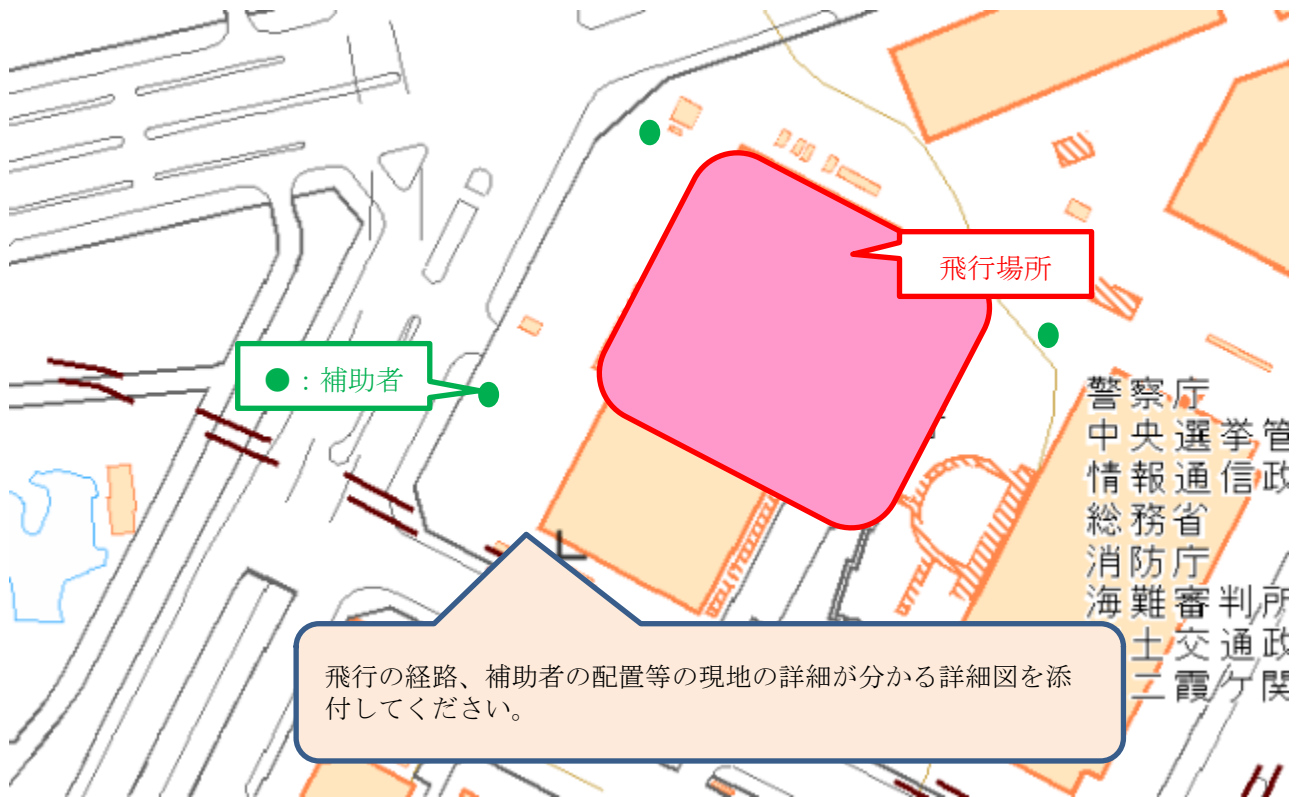 飛行場所
●：補助者
警察庁
中央選挙管
情報通信政
総務省
消防庁
海難審判所
土交通政
二霞ケ関
飛行の経路、補助者の配置等の現地の詳細が分かる詳細図を添
付してください。